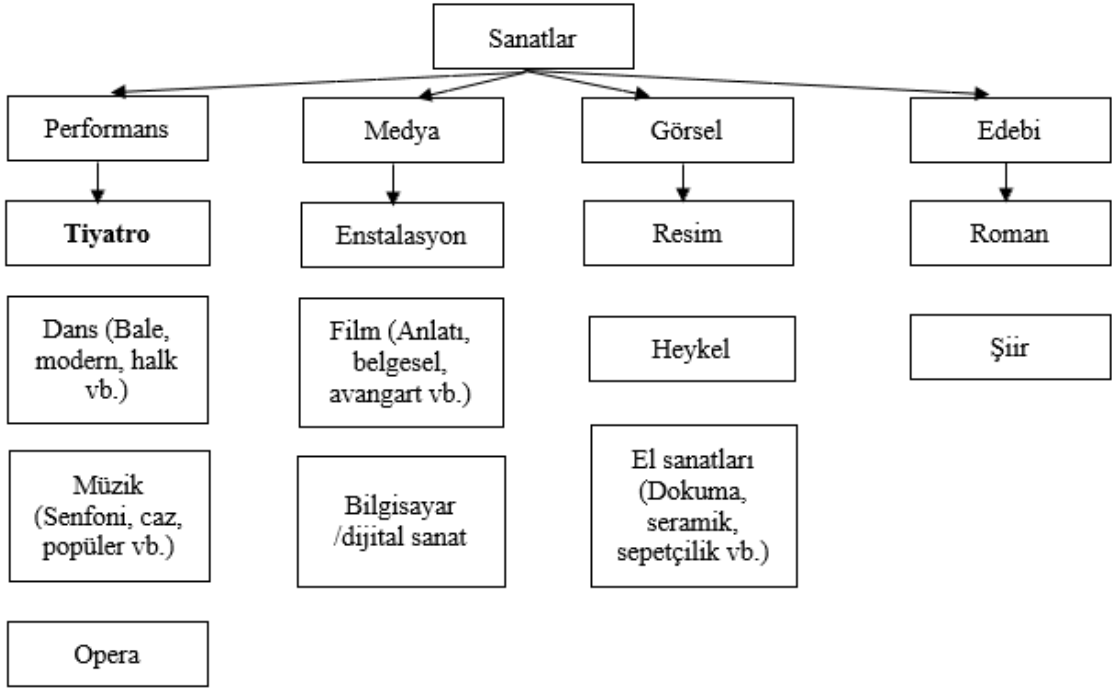 Sanatlar
Performans
Medya
Görsel
Edebi
Tiyatro
Enstalasyon
Resim
Roman
Dans (Bale,
modern, halk
vb.)
Film (Anlatı,
belgesel,
avangart vb.)
Heykel
Şiir
Müzik
(Senfoni, caz,
popüler vb.)
Bilgisayar
/dijital sanat
El sanatları
(Dokuma,
seramik,
sepetçilik vb.)
Opera